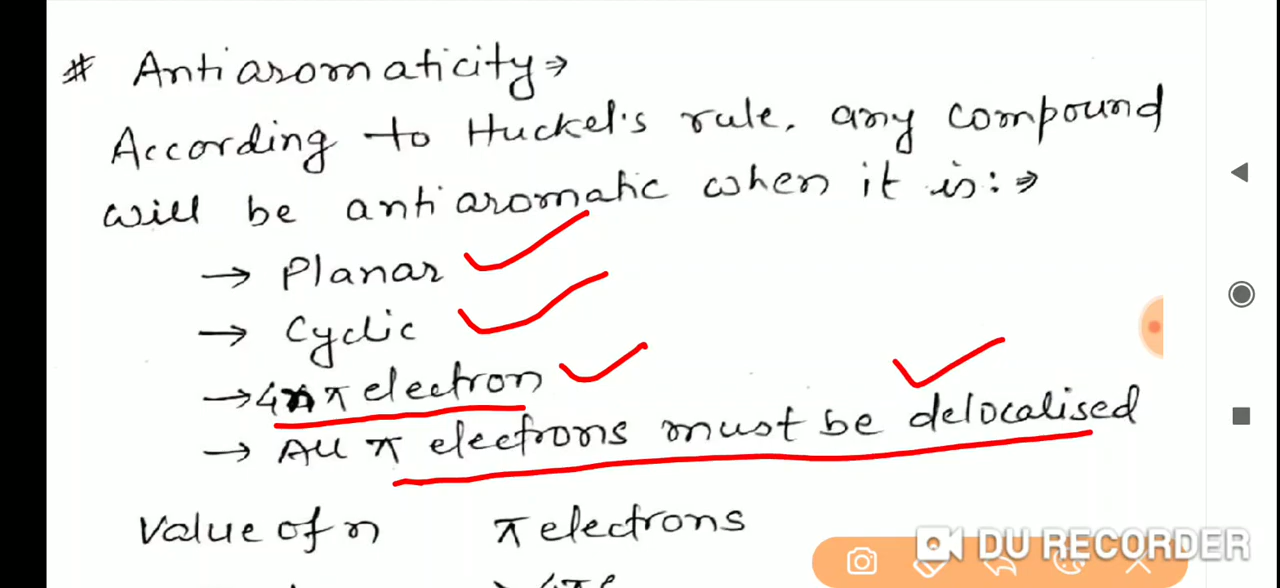 # Antiaromaticity ⇒
According to Huckel's rule, any compound
will be antiaromatic when it is: ⇒
→ Planar
→ Cyclic
→ 4n π electron
→ All π electrons must be delocalised
Value of n π electrons
DU RECORDER